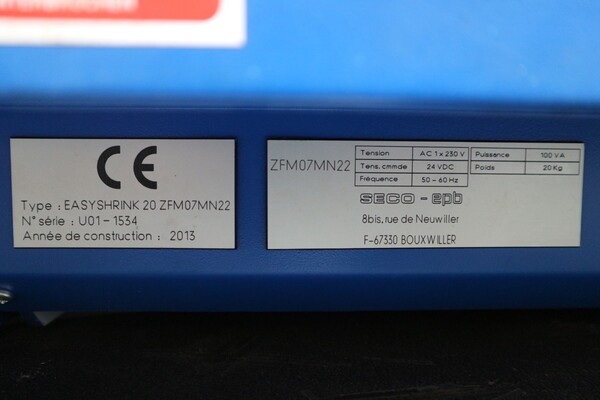 CE
Type : EASYSHRINK 20 ZFM07MN22
N° série : U01-1534
Année de construction : 2013
ZFM07MN22
Tension AC 1 x 230 V Puissance 100 VA
Tens, cmmde 24 VDC Poids 20 Kg
Fréquence 50-60 Hz
SECO-epb
8bis, rue de Neuwiller
F-67330 BOUXWILLER